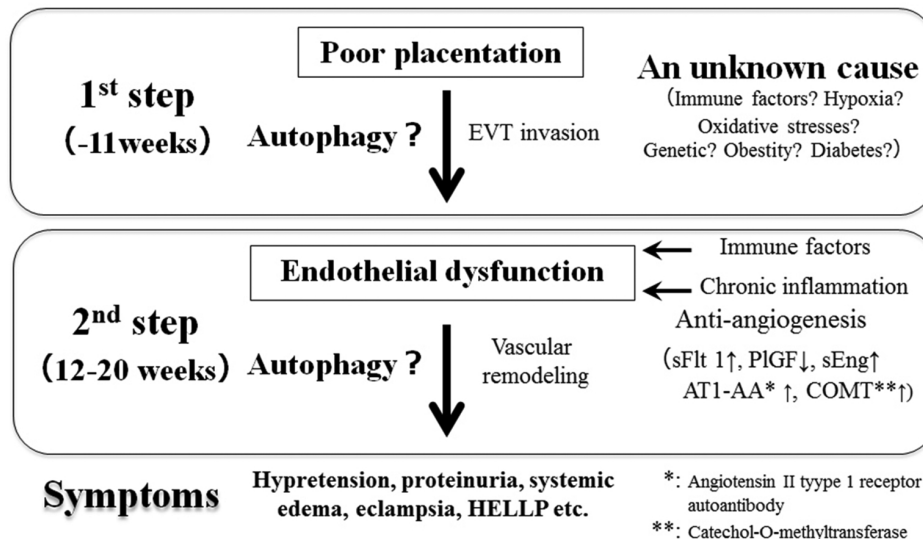 Poor placentation
1st step
(-11weeks)
Autophagy ?
EVT invasion
An unknown cause
(Immune factors? Hypoxia?
Oxidative stresses?
Genetic? Obestity? Diabetes?)
Endothelial dysfunction
2nd step
(12-20 weeks)
Autophagy ?
Vascular
remodeling
Immune factors
Chronic inflammation
Anti-angiogenesis
(sFlt 1↑, PlGF↓, sEng↑
AT1-AA* ↑, COMT**↑)
Symptoms
Hypretension, proteinuria, systemic
edema, eclampsia, HELLP etc.
*: Angiotensin II tyype 1 receptor
autoantibody
**: Catechol-O-methyltransferase